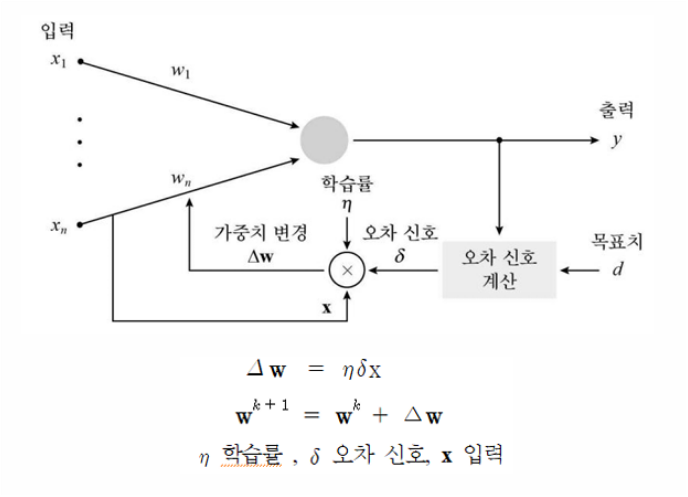 입력
x₁
w₁
출력
y
wₙ
학습률
η
xₙ
가중치 변경
Δw
오차 신호
δ
×
오차 신호
계산
목표치
d
x
Δw = ηδx
w^{k+1} = w^k + Δw
η 학습률 , δ 오차 신호, x 입력